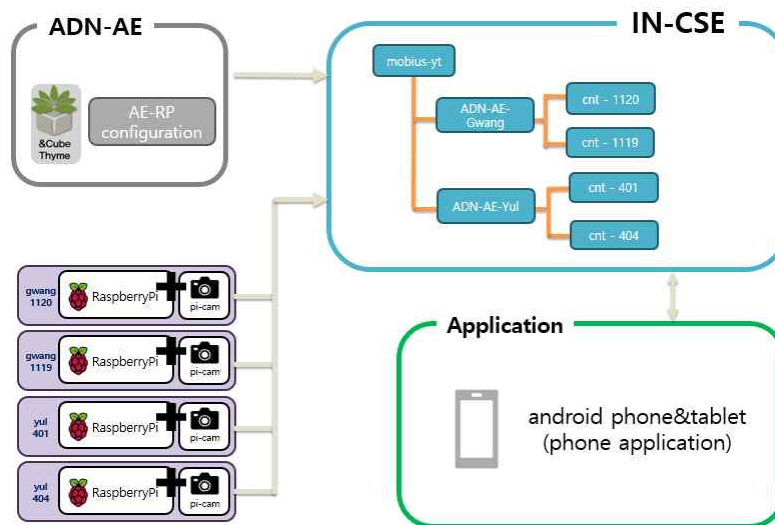 ADN-AE
&Cube
Thyme
AE-RP
configuration
IN-CSE
mobius-yt
ADN-AE-
Gwang
cnt - 1120
cnt - 1119
ADN-AE-Yul
cnt - 401
cnt - 404
gwang
1120
RaspberryPi
pi-cam
gwang
1119
RaspberryPi
pi-cam
yul
401
RaspberryPi
pi-cam
yul
404
RaspberryPi
pi-cam
Application
android phone&tablet
(phone application)